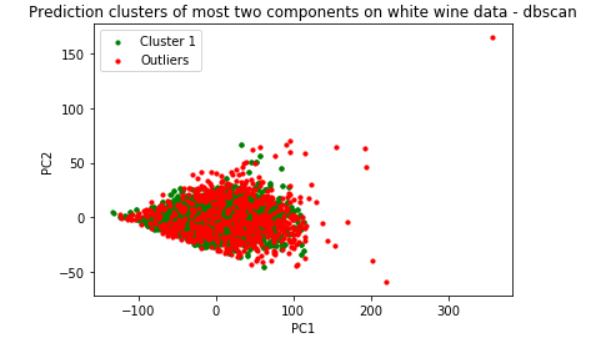 Prediction clusters of most two components on white wine data - dbscan
Cluster 1
Outliers
150
100
50
0
−50
PC2
−100
0
100
200
300
PC1